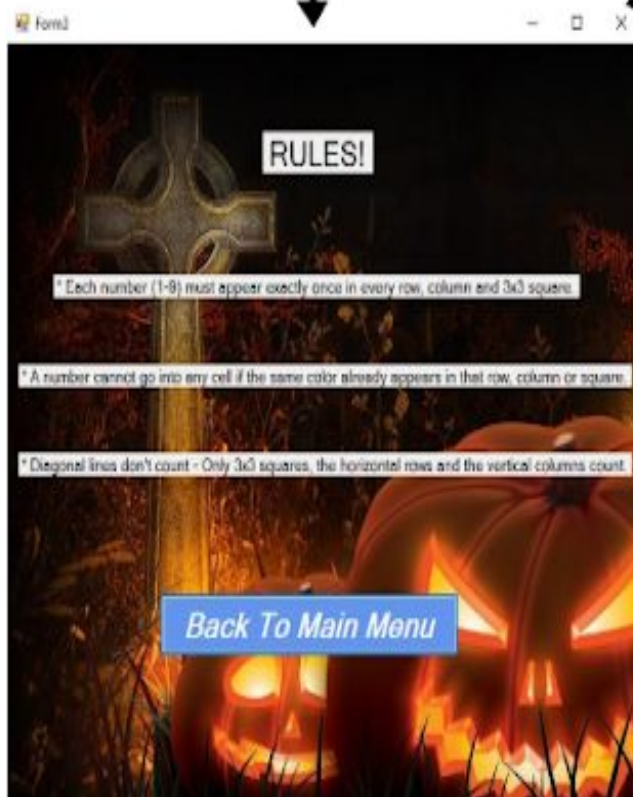 Form3
RULES!
* Each number (1-9) must appear exactly once in every row, column and 3x3 square.
* A number cannot go into any cell if the same color already appears in that row, column or square.
* Diagonal lines don't count - Only 3x3 squares, the horizontal rows and the vertical columns count.
Back To Main Menu